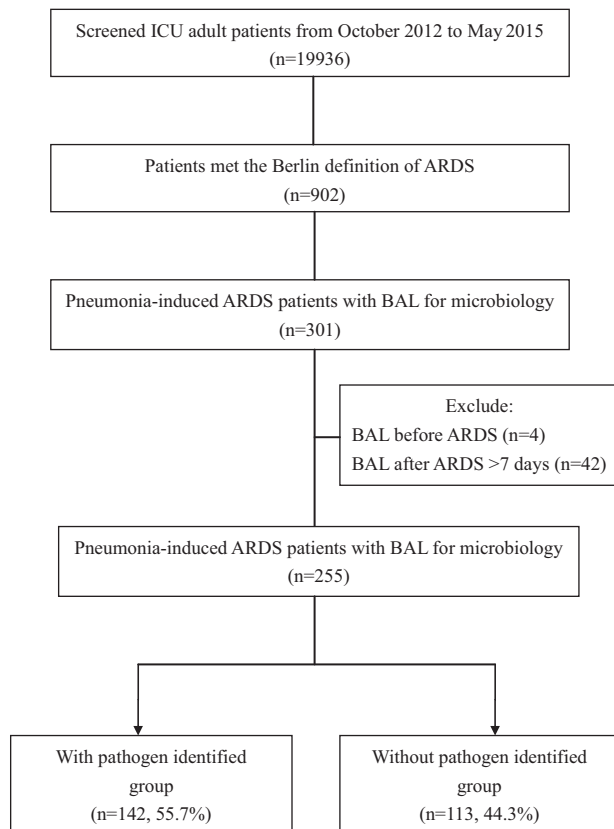 Screened ICU adult patients from October 2012 to May 2015
(n=19936)
Patients met the Berlin definition of ARDS
(n=902)
Pneumonia-induced ARDS patients with BAL for microbiology
(n=301)
Exclude:
BAL before ARDS (n=4)
BAL after ARDS >7 days (n=42)
Pneumonia-induced ARDS patients with BAL for microbiology
(n=255)
With pathogen identified
group
(n=142, 55.7%)
Without pathogen identified
group
(n=113, 44.3%)